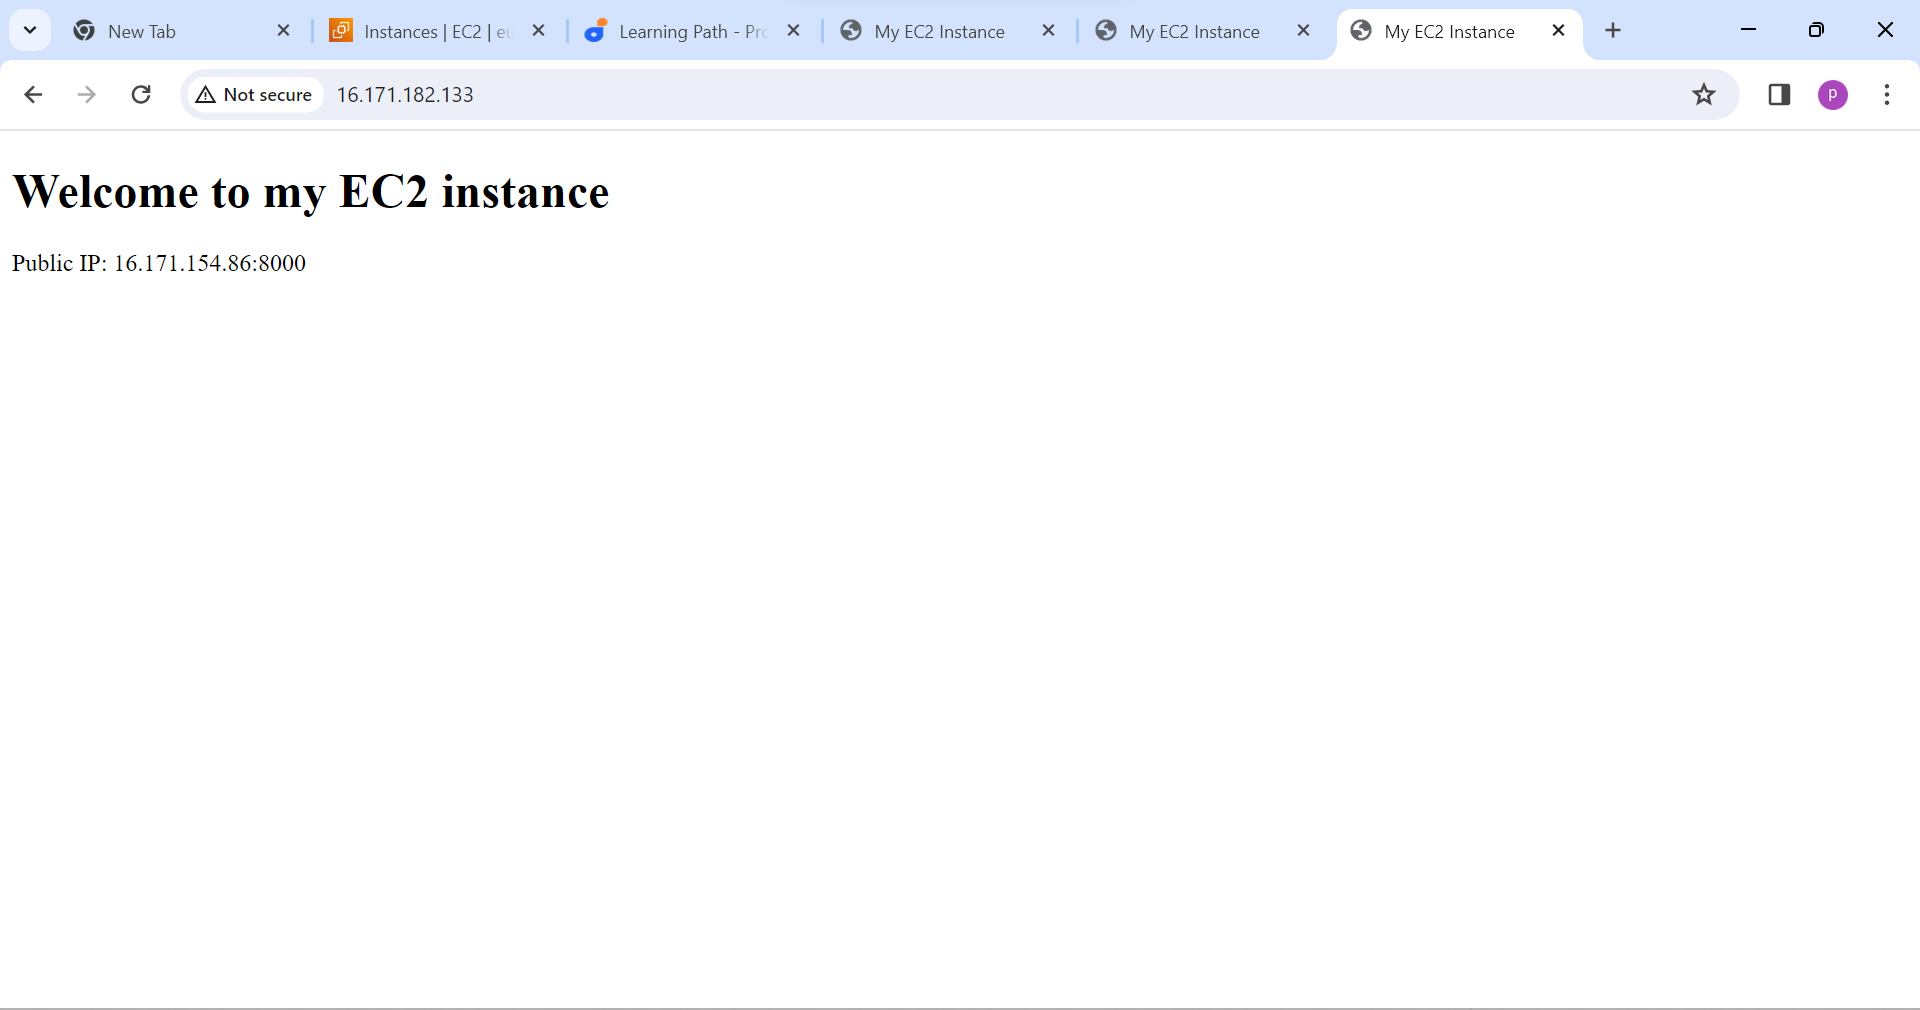 New Tab
Instances | EC2 | eu
Learning Path - Pro
My EC2 Instance
My EC2 Instance
My EC2 Instance
Not secure
16.171.182.133
p
Welcome to my EC2 instance
Public IP: 16.171.154.86:8000